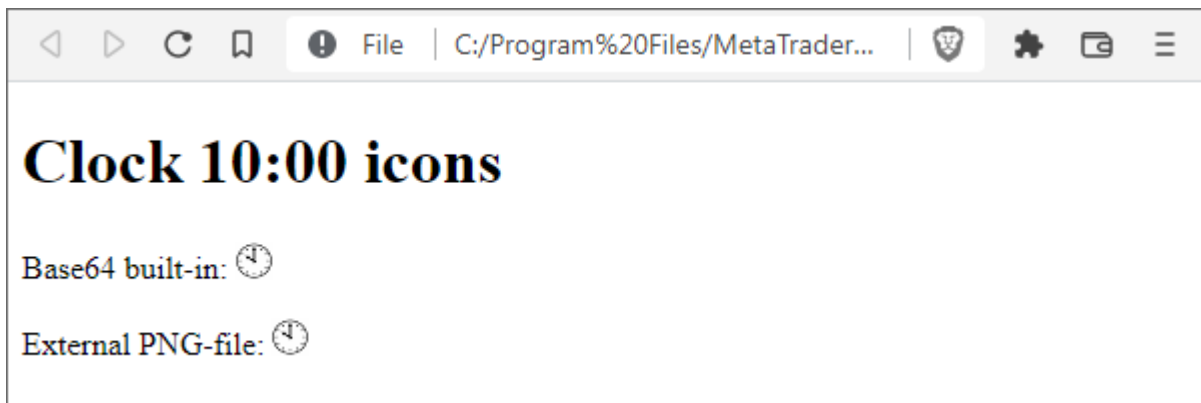 File C:/Program%20Files/MetaTrader...
Clock 10:00 icons
Base64 built-in:
External PNG-file: